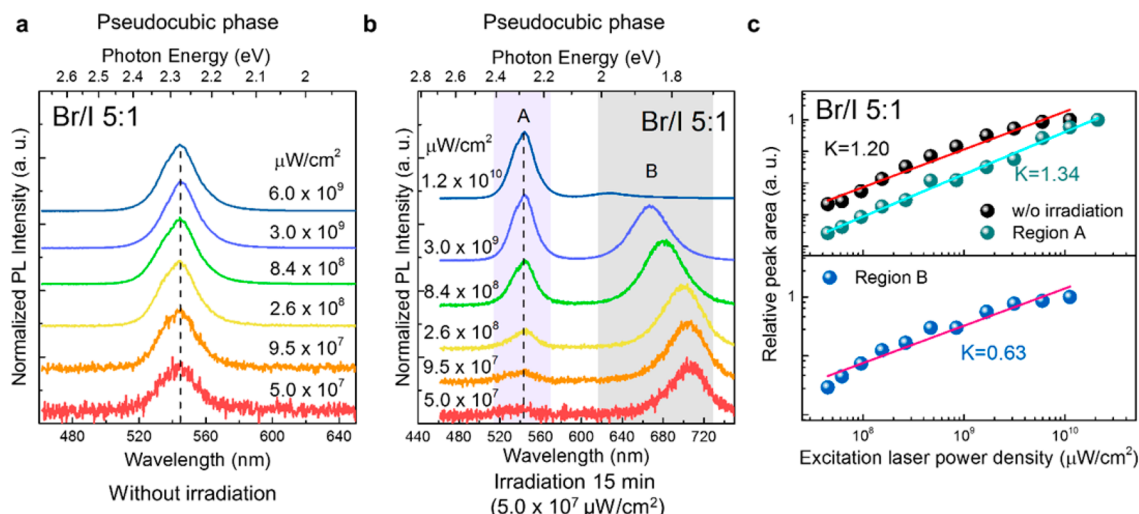 a
Pseudocubic phase
Photon Energy (eV)
2.6 2.5 2.4 2.3 2.2 2.1 2
Br/I 5:1
μW/cm²
6.0 x 10⁹
3.0 x 10⁹
8.4 x 10⁸
2.6 x 10⁸
9.5 x 10⁷
5.0 x 10⁷
Normalized PL Intensity (a. u.)
480 520 560 600 640
Wavelength (nm)
Without irradiation
b
Pseudocubic phase
Photon Energy (eV)
2.8 2.6 2.4 2.2 2 1.8
A
Br/I 5:1
μW/cm²
B
1.2 x 10¹⁰
3.0 x 10⁹
8.4 x 10⁸
2.6 x 10⁸
9.5 x 10⁷
5.0 x 10⁷
Normalized PL Intensity (a. u.)
440 480 520 560 600 640 680 720
Wavelength (nm)
Irradiation 15 min
(5.0 x 10⁷ μW/cm²)
c
Br/I 5:1
1
K=1.20
K=1.34
w/o irradiation
Region A
Region B
1
K=0.63
Relative peak area (a. u.)
10⁸ 10⁹ 10¹⁰
Excitation laser power density (μW/cm²)